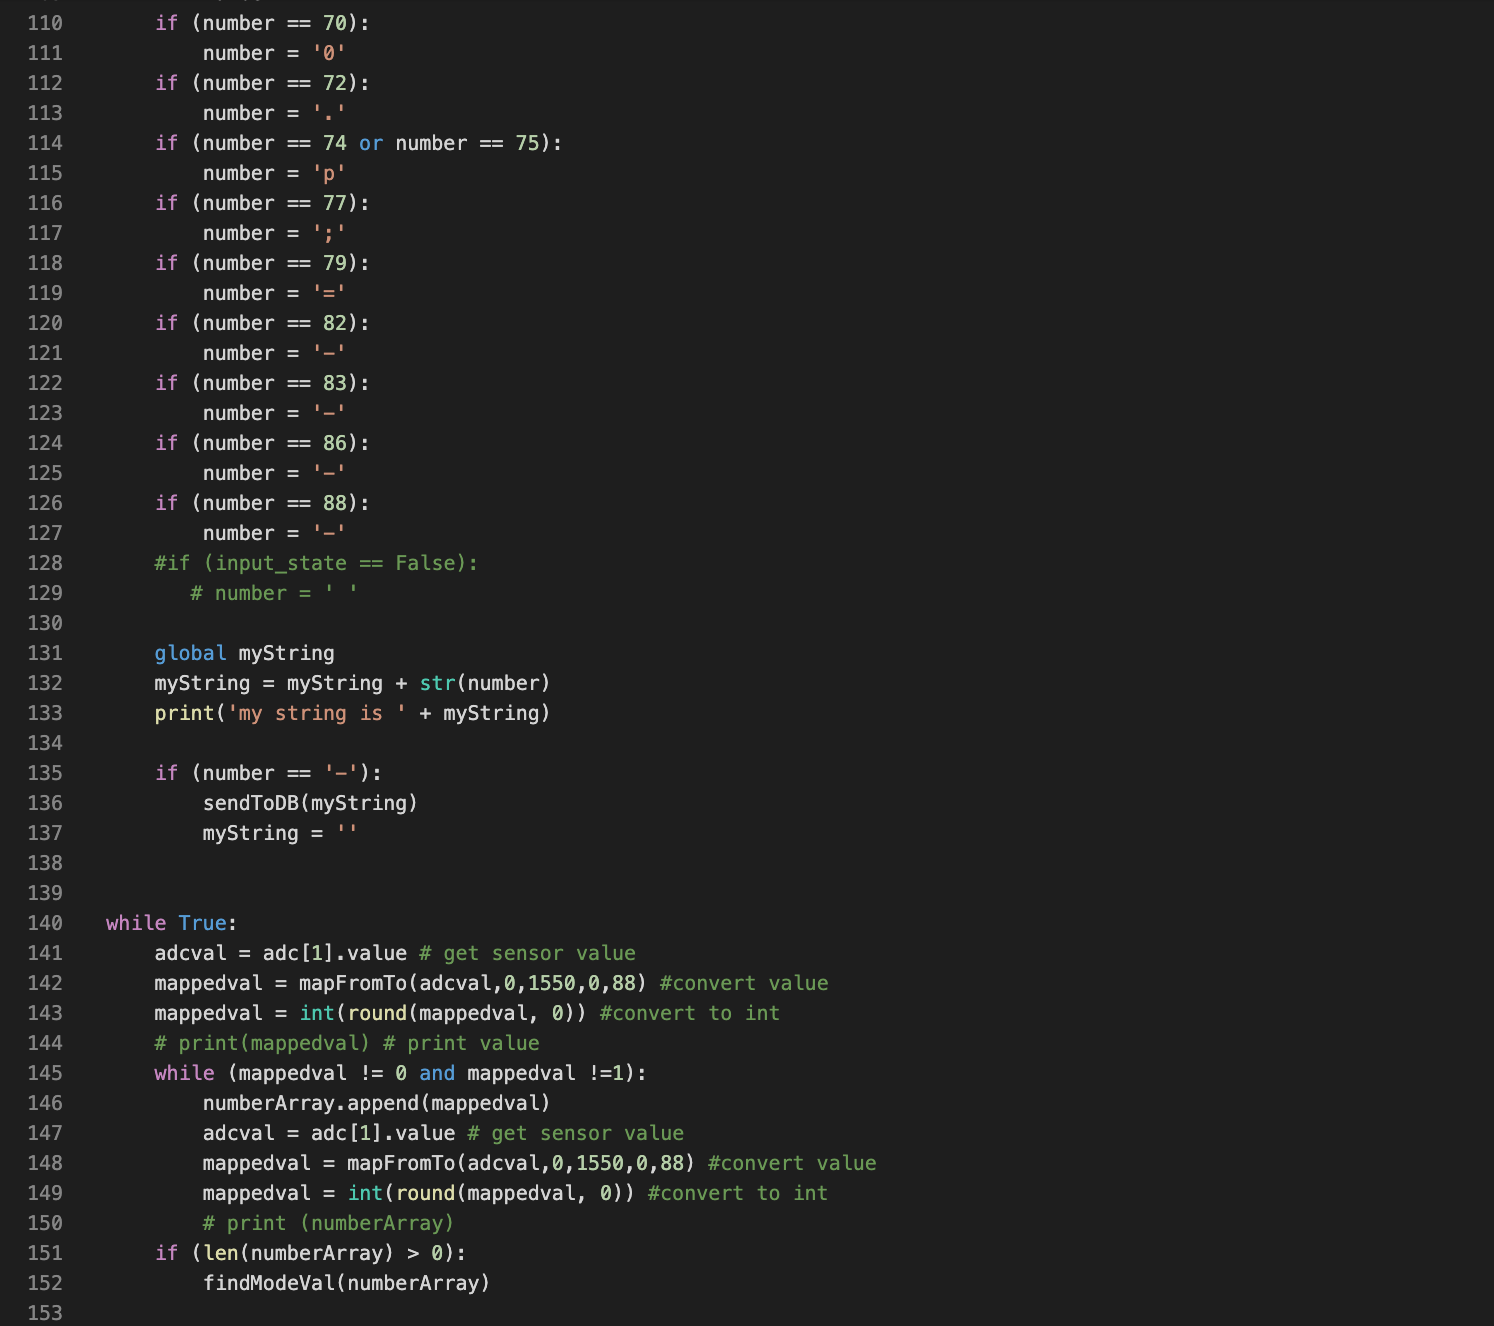 110 if (number == 70):
111 number = '0'
112 if (number == 72):
113 number = '.'
114 if (number == 74 or number == 75):
115 number = 'p'
116 if (number == 77):
117 number = ';'
118 if (number == 79):
119 number = '='
120 if (number == 82):
121 number = '-'
122 if (number == 83):
123 number = '-'
124 if (number == 86):
125 number = '-'
126 if (number == 88):
127 number = '-'
128 #if (input_state == False):
129 # number = ' '
130
131 global myString
132 myString = myString + str(number)
133 print('my string is ' + myString)
134
135 if (number == '-'):
136 sendToDB(myString)
137 myString = ''
138
139
140 while True:
141 adcval = adc[1].value # get sensor value
142 mappedval = mapFromTo(adcval,0,1550,0,88) #convert value
143 mappedval = int(round(mappedval, 0)) #convert to int
144 # print(mappedval) # print value
145 while (mappedval != 0 and mappedval !=1):
146 numberArray.append(mappedval)
147 adcval = adc[1].value # get sensor value
148 mappedval = mapFromTo(adcval,0,1550,0,88) #convert value
149 mappedval = int(round(mappedval, 0)) #convert to int
150 # print (numberArray)
151 if (len(numberArray) > 0):
152 findModeVal(numberArray)
153